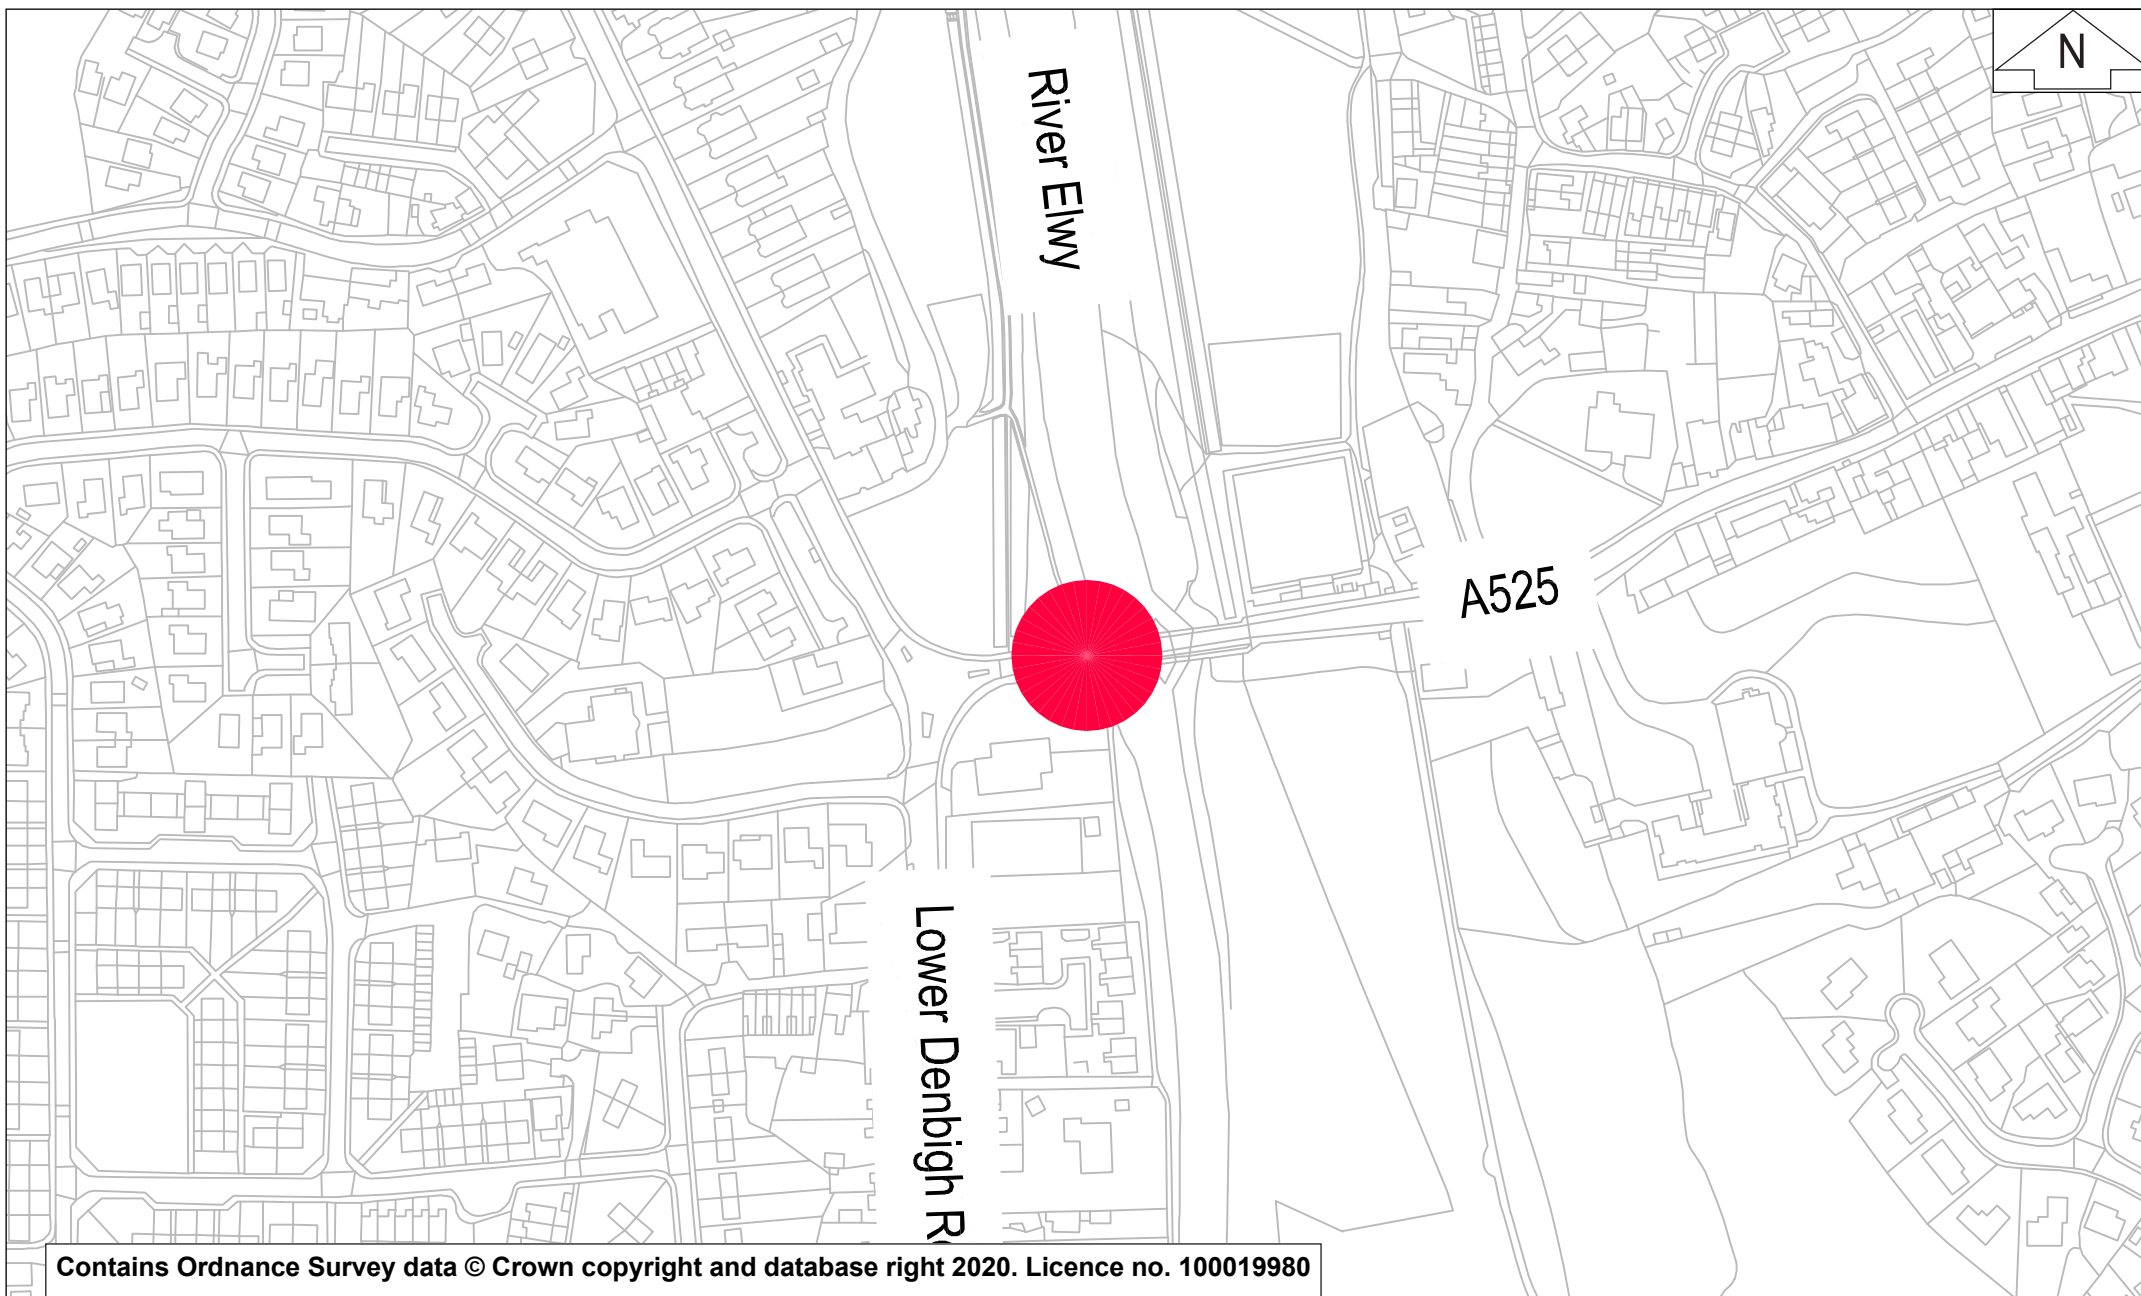 N
River Elwy
A525
Lower Denbigh
Contains Ordnance Survey data © Crown copyright and database right 2020. Licence no. 100019980